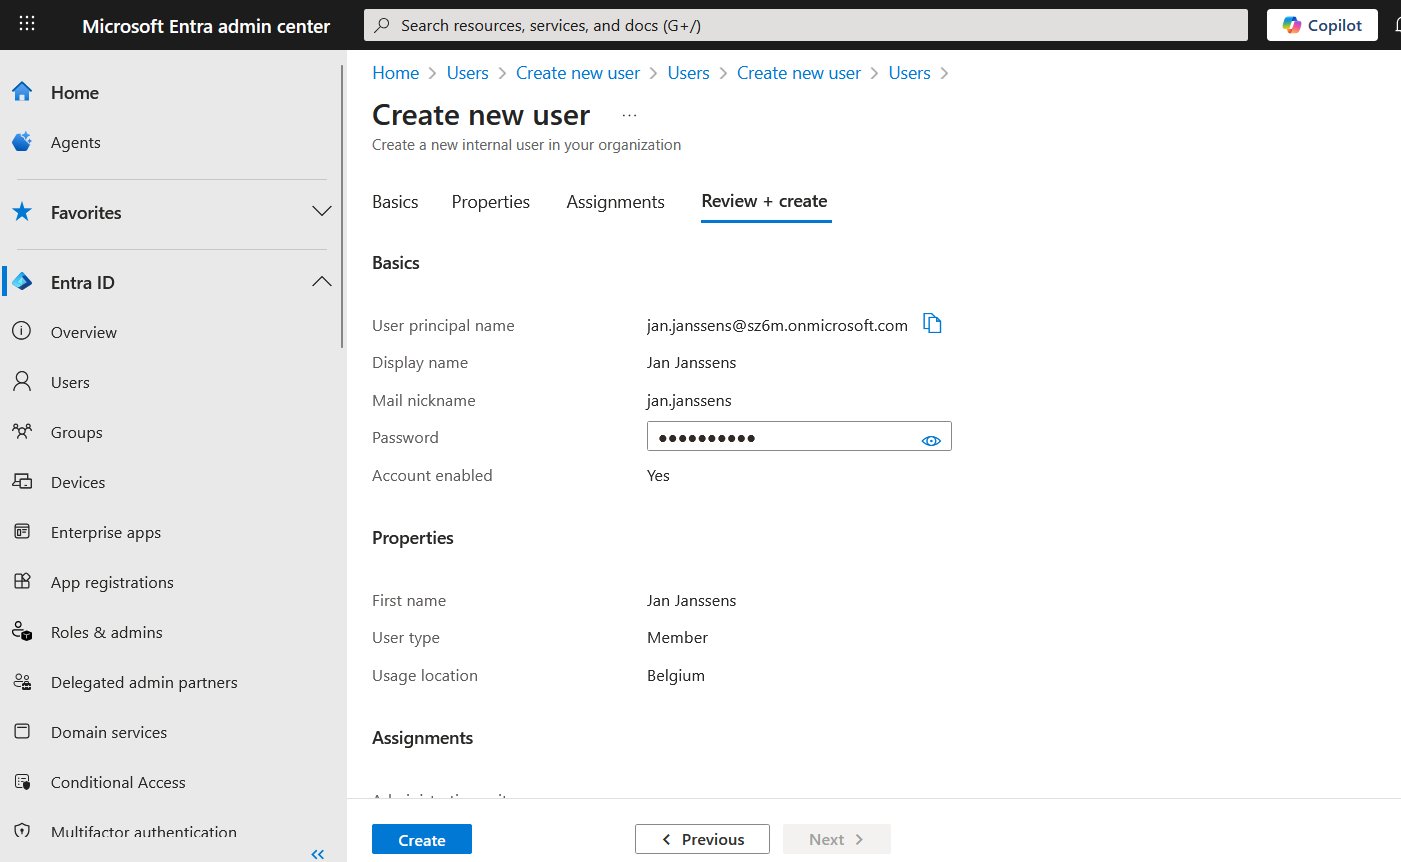 Microsoft Entra admin center
Search resources, services, and docs (G+/)
Copilot
Home
Agents
Favorites
Entra ID
Overview
Users
Groups
Devices
Enterprise apps
App registrations
Roles & admins
Delegated admin partners
Domain services
Conditional Access
Multifactor authentication
Home > Users > Create new user > Users > Create new user > Users >
Create new user ...
Create a new internal user in your organization
Basics Properties Assignments Review + create
Basics
User principal name jan.janssens@sz6m.onmicrosoft.com
Display name Jan Janssens
Mail nickname jan.janssens
Password ●●●●●●●●●●
Account enabled Yes
Properties
First name Jan Janssens
User type Member
Usage location Belgium
Assignments
Create < Previous Next >